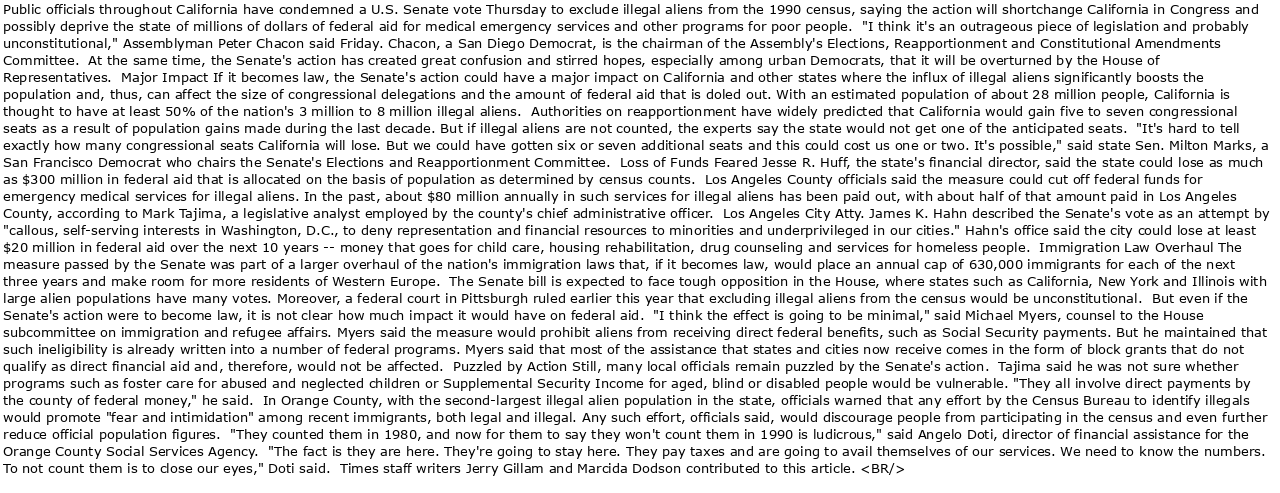 Public officials throughout California have condemned a U.S. Senate vote Thursday to exclude illegal aliens from the 1990 census, saying the action will shortchange California in Congress and
possibly deprive the state of millions of dollars of federal aid for medical emergency services and other programs for poor people.  "I think it's an outrageous piece of legislation and probably
unconstitutional," Assemblyman Peter Chacon said Friday. Chacon, a San Diego Democrat, is the chairman of the Assembly's Elections, Reapportionment and Constitutional Amendments
Committee.  At the same time, the Senate's action has created great confusion and stirred hopes, especially among urban Democrats, that it will be overturned by the House of
Representatives.  Major Impact If it becomes law, the Senate's action could have a major impact on California and other states where the influx of illegal aliens significantly boosts the
population and, thus, can affect the size of congressional delegations and the amount of federal aid that is doled out. With an estimated population of about 28 million people, California is
thought to have at least 50% of the nation's 3 million to 8 million illegal aliens.  Authorities on reapportionment have widely predicted that California would gain five to seven congressional
seats as a result of population gains made during the last decade. But if illegal aliens are not counted, the experts say the state would not get one of the anticipated seats.  "It's hard to tell
exactly how many congressional seats California will lose. But we could have gotten six or seven additional seats and this could cost us one or two. It's possible," said state Sen. Milton Marks, a
San Francisco Democrat who chairs the Senate's Elections and Reapportionment Committee.  Loss of Funds Feared Jesse R. Huff, the state's financial director, said the state could lose as much
as $300 million in federal aid that is allocated on the basis of population as determined by census counts.  Los Angeles County officials said the measure could cut off federal funds for
emergency medical services for illegal aliens. In the past, about $80 million annually in such services for illegal aliens has been paid out, with about half of that amount paid in Los Angeles
County, according to Mark Tajima, a legislative analyst employed by the county's chief administrative officer.  Los Angeles City Atty. James K. Hahn described the Senate's vote as an attempt by
"callous, self-serving interests in Washington, D.C., to deny representation and financial resources to minorities and underprivileged in our cities." Hahn's office said the city could lose at least
$20 million in federal aid over the next 10 years -- money that goes for child care, housing rehabilitation, drug counseling and services for homeless people.  Immigration Law Overhaul The
measure passed by the Senate was part of a larger overhaul of the nation's immigration laws that, if it becomes law, would place an annual cap of 630,000 immigrants for each of the next
three years and make room for more residents of Western Europe.  The Senate bill is expected to face tough opposition in the House, where states such as California, New York and Illinois with
large alien populations have many votes. Moreover, a federal court in Pittsburgh ruled earlier this year that excluding illegal aliens from the census would be unconstitutional.  But even if the
Senate's action were to become law, it is not clear how much impact it would have on federal aid.  "I think the effect is going to be minimal," said Michael Myers, counsel to the House
subcommittee on immigration and refugee affairs. Myers said the measure would prohibit aliens from receiving direct federal benefits, such as Social Security payments. But he maintained that
such ineligibility is already written into a number of federal programs. Myers said that most of the assistance that states and cities now receive comes in the form of block grants that do not
qualify as direct financial aid and, therefore, would not be affected.  Puzzled by Action Still, many local officials remain puzzled by the Senate's action.  Tajima said he was not sure whether
programs such as foster care for abused and neglected children or Supplemental Security Income for aged, blind or disabled people would be vulnerable. "They all involve direct payments by
the county of federal money," he said.  In Orange County, with the second-largest illegal alien population in the state, officials warned that any effort by the Census Bureau to identify illegals
would promote "fear and intimidation" among recent immigrants, both legal and illegal. Any such effort, officials said, would discourage people from participating in the census and even further
reduce official population figures.  "They counted them in 1980, and now for them to say they won't count them in 1990 is ludicrous," said Angelo Doti, director of financial assistance for the
Orange County Social Services Agency.  "The fact is they are here. They're going to stay here. They pay taxes and are going to avail themselves of our services. We need to know the numbers.
To not count them is to close our eyes," Doti said.  Times staff writers Jerry Gillam and Marcida Dodson contributed to this article. <BR/>